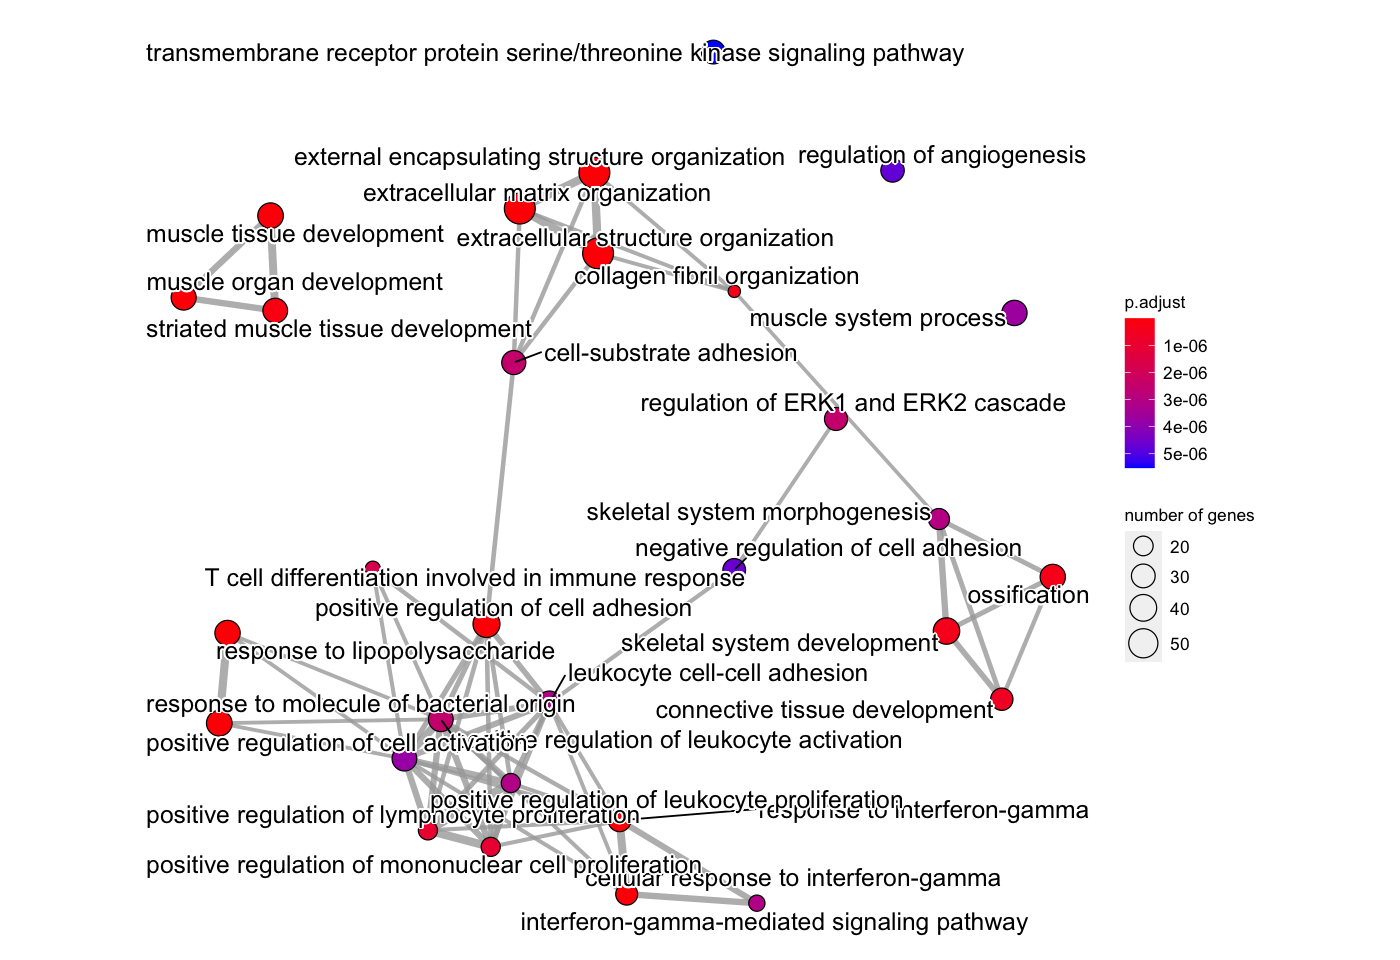 transmembrane receptor protein serine/threonine kinase signaling pathway
external encapsulating structure organization
regulation of angiogenesis
extracellular matrix organization
muscle tissue development
extracellular structure organization
collagen fibril organization
muscle organ development
muscle system process
striated muscle tissue development
cell-substrate adhesion
regulation of ERK1 and ERK2 cascade
skeletal system morphogenesis
negative regulation of cell adhesion
T cell differentiation involved in immune response
ossification
positive regulation of cell adhesion
skeletal system development
response to lipopolysaccharide
leukocyte cell-cell adhesion
response to molecule of bacterial origin
connective tissue development
positive regulation of cell activation
regulation of leukocyte activation
positive regulation of leukocyte proliferation
response to interferon-gamma
positive regulation of lymphocyte proliferation
positive regulation of mononuclear cell proliferation
cellular response to interferon-gamma
interferon-gamma-mediated signaling pathway
p.adjust
1e-06
2e-06
3e-06
4e-06
5e-06
number of genes
20
30
40
50